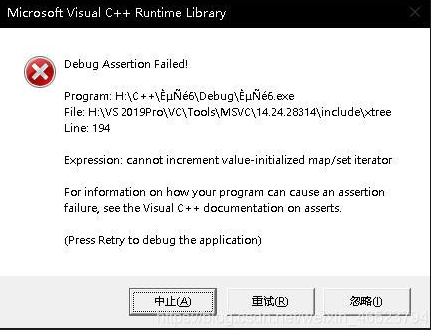 Microsoft Visual C++ Runtime Library
Debug Assertion Failed!
Program: H:\C++\ÈµÑé6\Debug\ÈµÑé6.exe
File: H:\VS 2019Pro\VC\Tools\MSVC\14.24.28314\include\xtree
Line: 194
Expression: cannot increment value-initialized map/set iterator
For information on how your program can cause an assertion
failure, see the Visual C++ documentation on asserts.
(Press Retry to debug the application)
中止(A)
重试(R)
忽略(I)